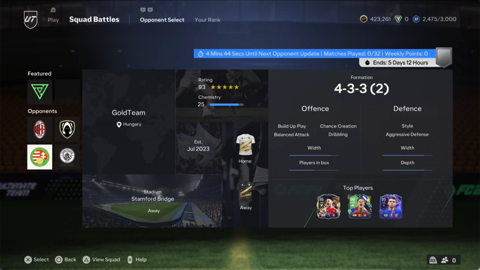 UT
Play
Squad Battles
Opponent Select
Your Rank
423,261
0
2,475/3,000
4 Mins 44 Secs Until Next Opponent Update | Matches Played: 0/32 | Weekly Points: 0
Ends: 5 Days 12 Hours
Featured
Opponents
GoldTeam
Hungary
Rating
93
Chemistry
25
Est.
Jul 2023
Home
Away
Stadium
Stamford Bridge
Away
Formation
4-3-3 (2)
Offence
Defence
Build Up Play
Balanced Attack
Chance Creation
Dribbling
Width
Players in box
Style
Aggressive Defense
Width
Depth
Top Players
Select
Back
View Squad
Help
0